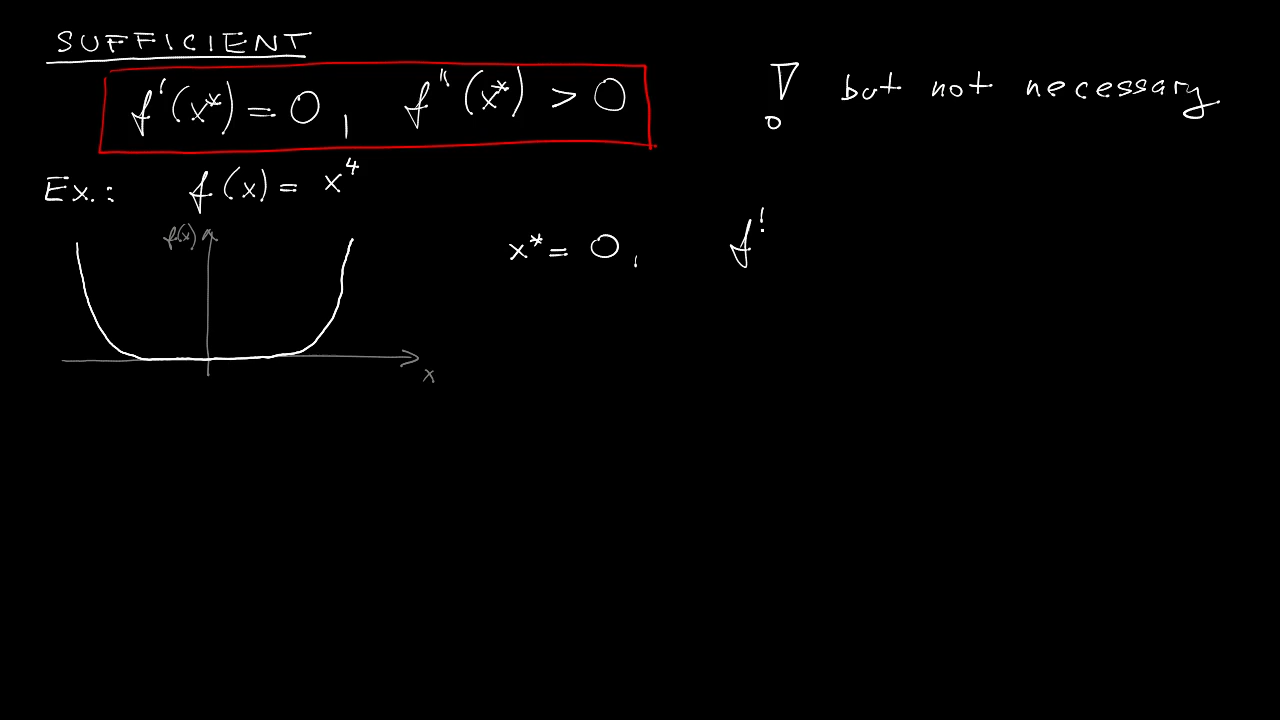 SUFFICIENT
f'(x*) = 0, f''(x*) > 0
! but not necessary
Ex.: f(x) = x⁴
f(x)
x* = 0, f'
x